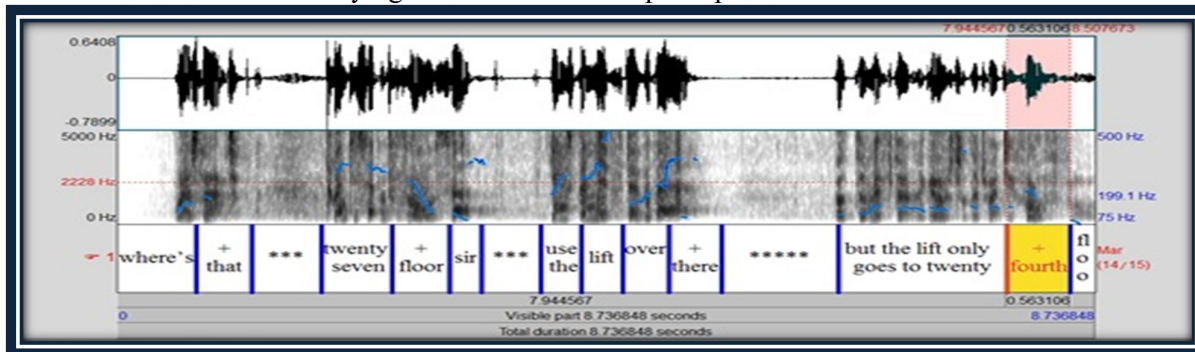 7.944567 0.563106 8.507673
0.6408
0
-0.7899
5000 Hz 500 Hz
2228 Hz
199.1 Hz
0 Hz 75 Hz
1 where's + that *** twenty seven + floor sir *** use the lift over + there ***** but the lift only goes to twenty + fourth floo Mar (14/15)
7.944567 0.563106
0 Visible part 8.736848 seconds 8.736848
Total duration 8.736848 seconds